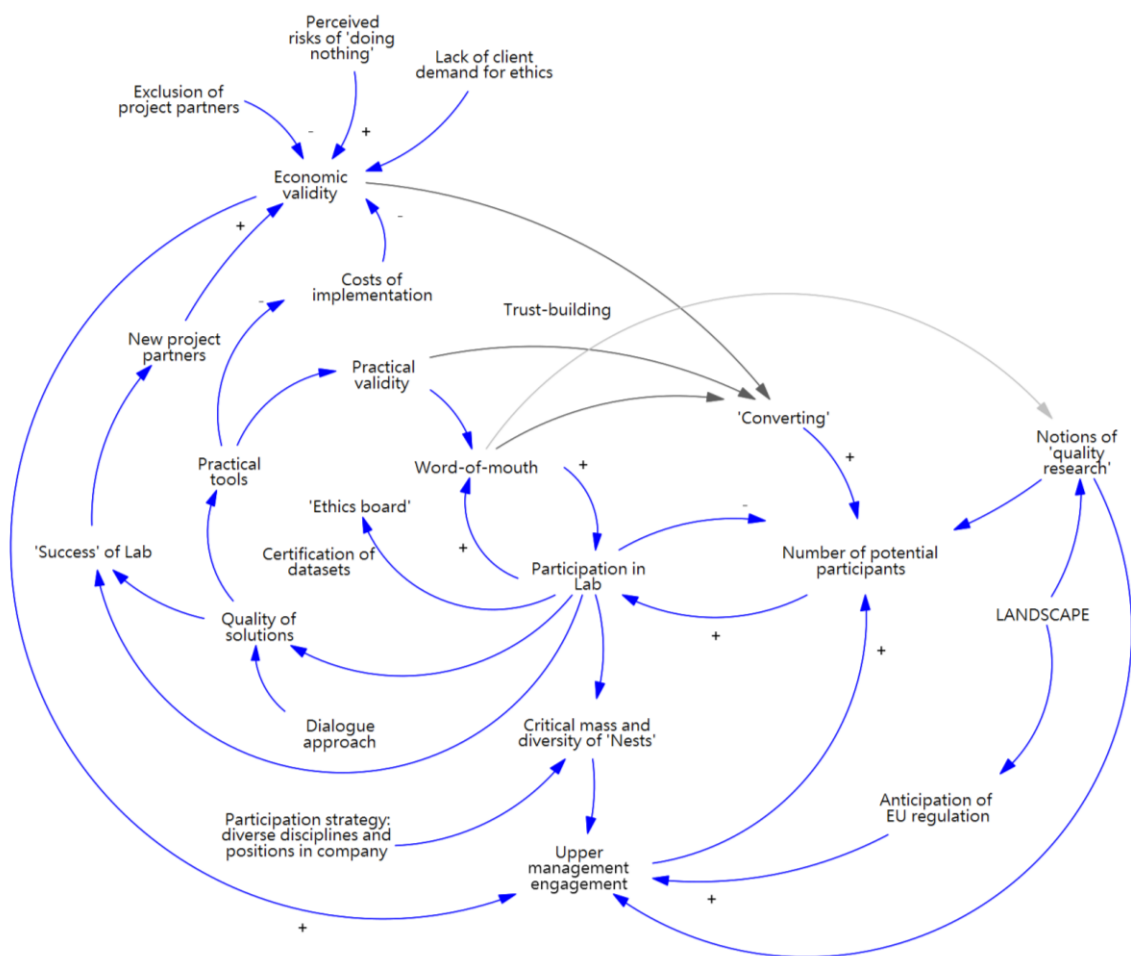 Perceived
risks of 'doing
nothing'
Lack of client
demand for ethics
Exclusion of
project partners
-
+
Economic
validity
+
-
Costs of
implementation
-
Trust-building
New project
partners
Practical
validity
'Converting'
Notions of
'quality
research'
+
Word-of-mouth
+
Practical
tools
'Ethics board'
-
+
'Success' of Lab
Certification of
datasets
Participation in
Lab
Number of potential
participants
Quality of
solutions
LANDSCAPE
+
+
Dialogue
approach
Critical mass and
diversity of 'Nests'
Participation strategy:
diverse disciplines and
positions in company
Anticipation of
EU regulation
Upper
management
engagement
+
+